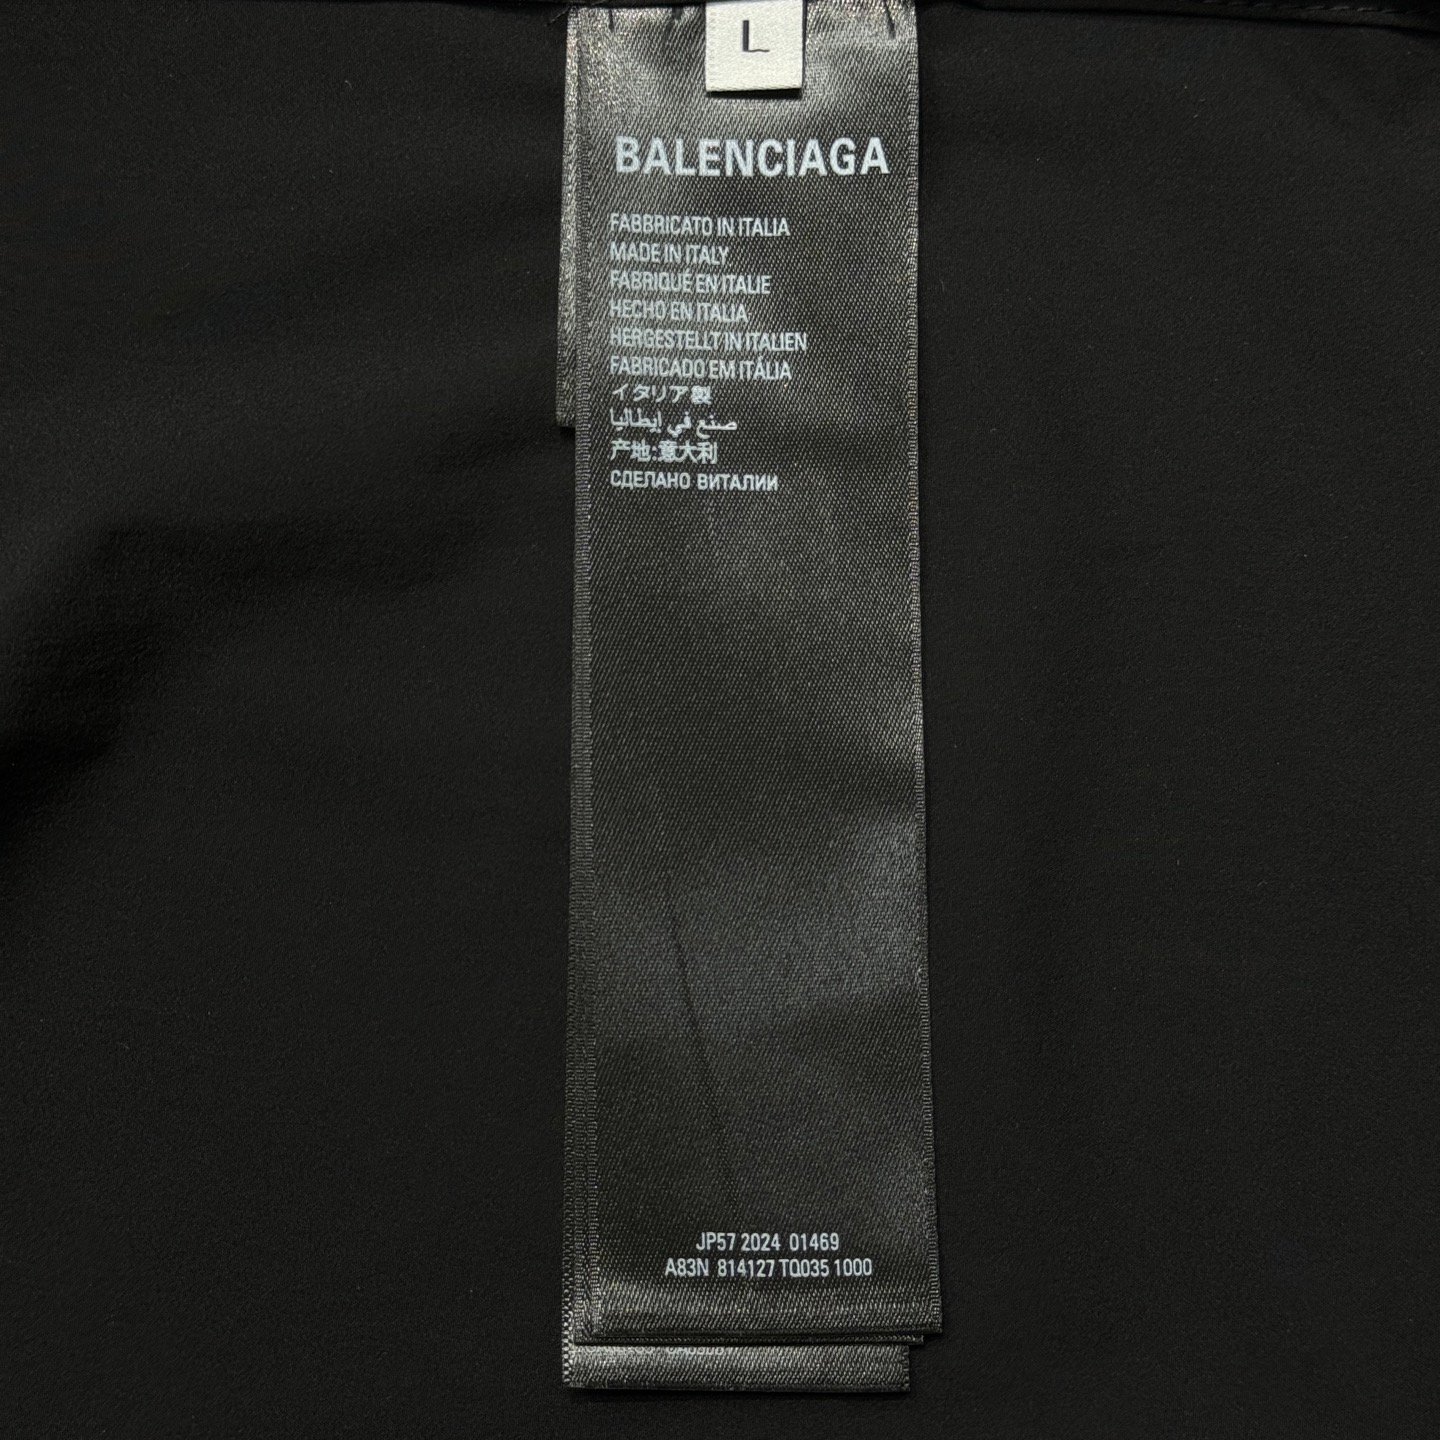 L
BALENCIAGA
FABBRICATO IN ITALIA
MADE IN ITALY
FABRIQUÉ EN ITALIE
HECHO EN ITALIA
HERGESTELLT IN ITALIEN
FABRICADO EM ITÁLIA
イタリア製
صنع في إيطاليا
产地:意大利
СДЕЛАНО ВИТАЛИИ
JP57 2024 01469
A83N 814127 TQ035 1000